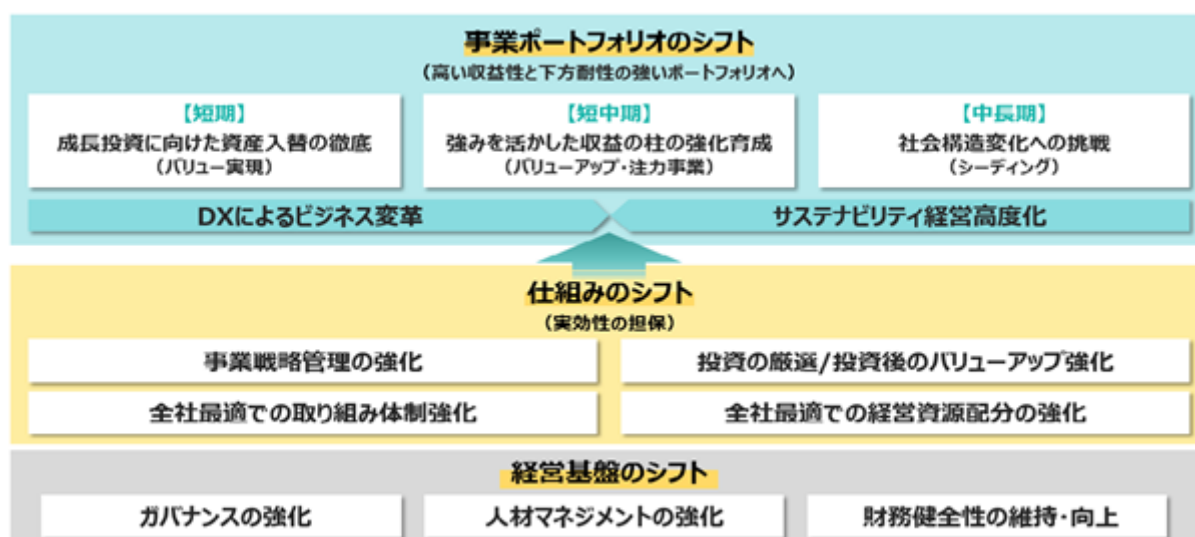 事業ポートフォリオのシフト
（高い収益性と下方耐性の強いポートフォリオへ）
【短期】
成長投資に向けた資産入替の徹底
（バリュー実現）
【短中期】
強みを活かした収益の柱の強化育成
（バリューアップ・注力事業）
【中長期】
社会構造変化への挑戦
（シーディング）
DXによるビジネス変革
サステナビリティ経営高度化
仕組みのシフト
（実効性の担保）
事業戦略管理の強化
投資の厳選/投資後のバリューアップ強化
全社最適での取り組み体制強化
全社最適での経営資源配分の強化
経営基盤のシフト
ガバナンスの強化
人材マネジメントの強化
財務健全性の維持・向上